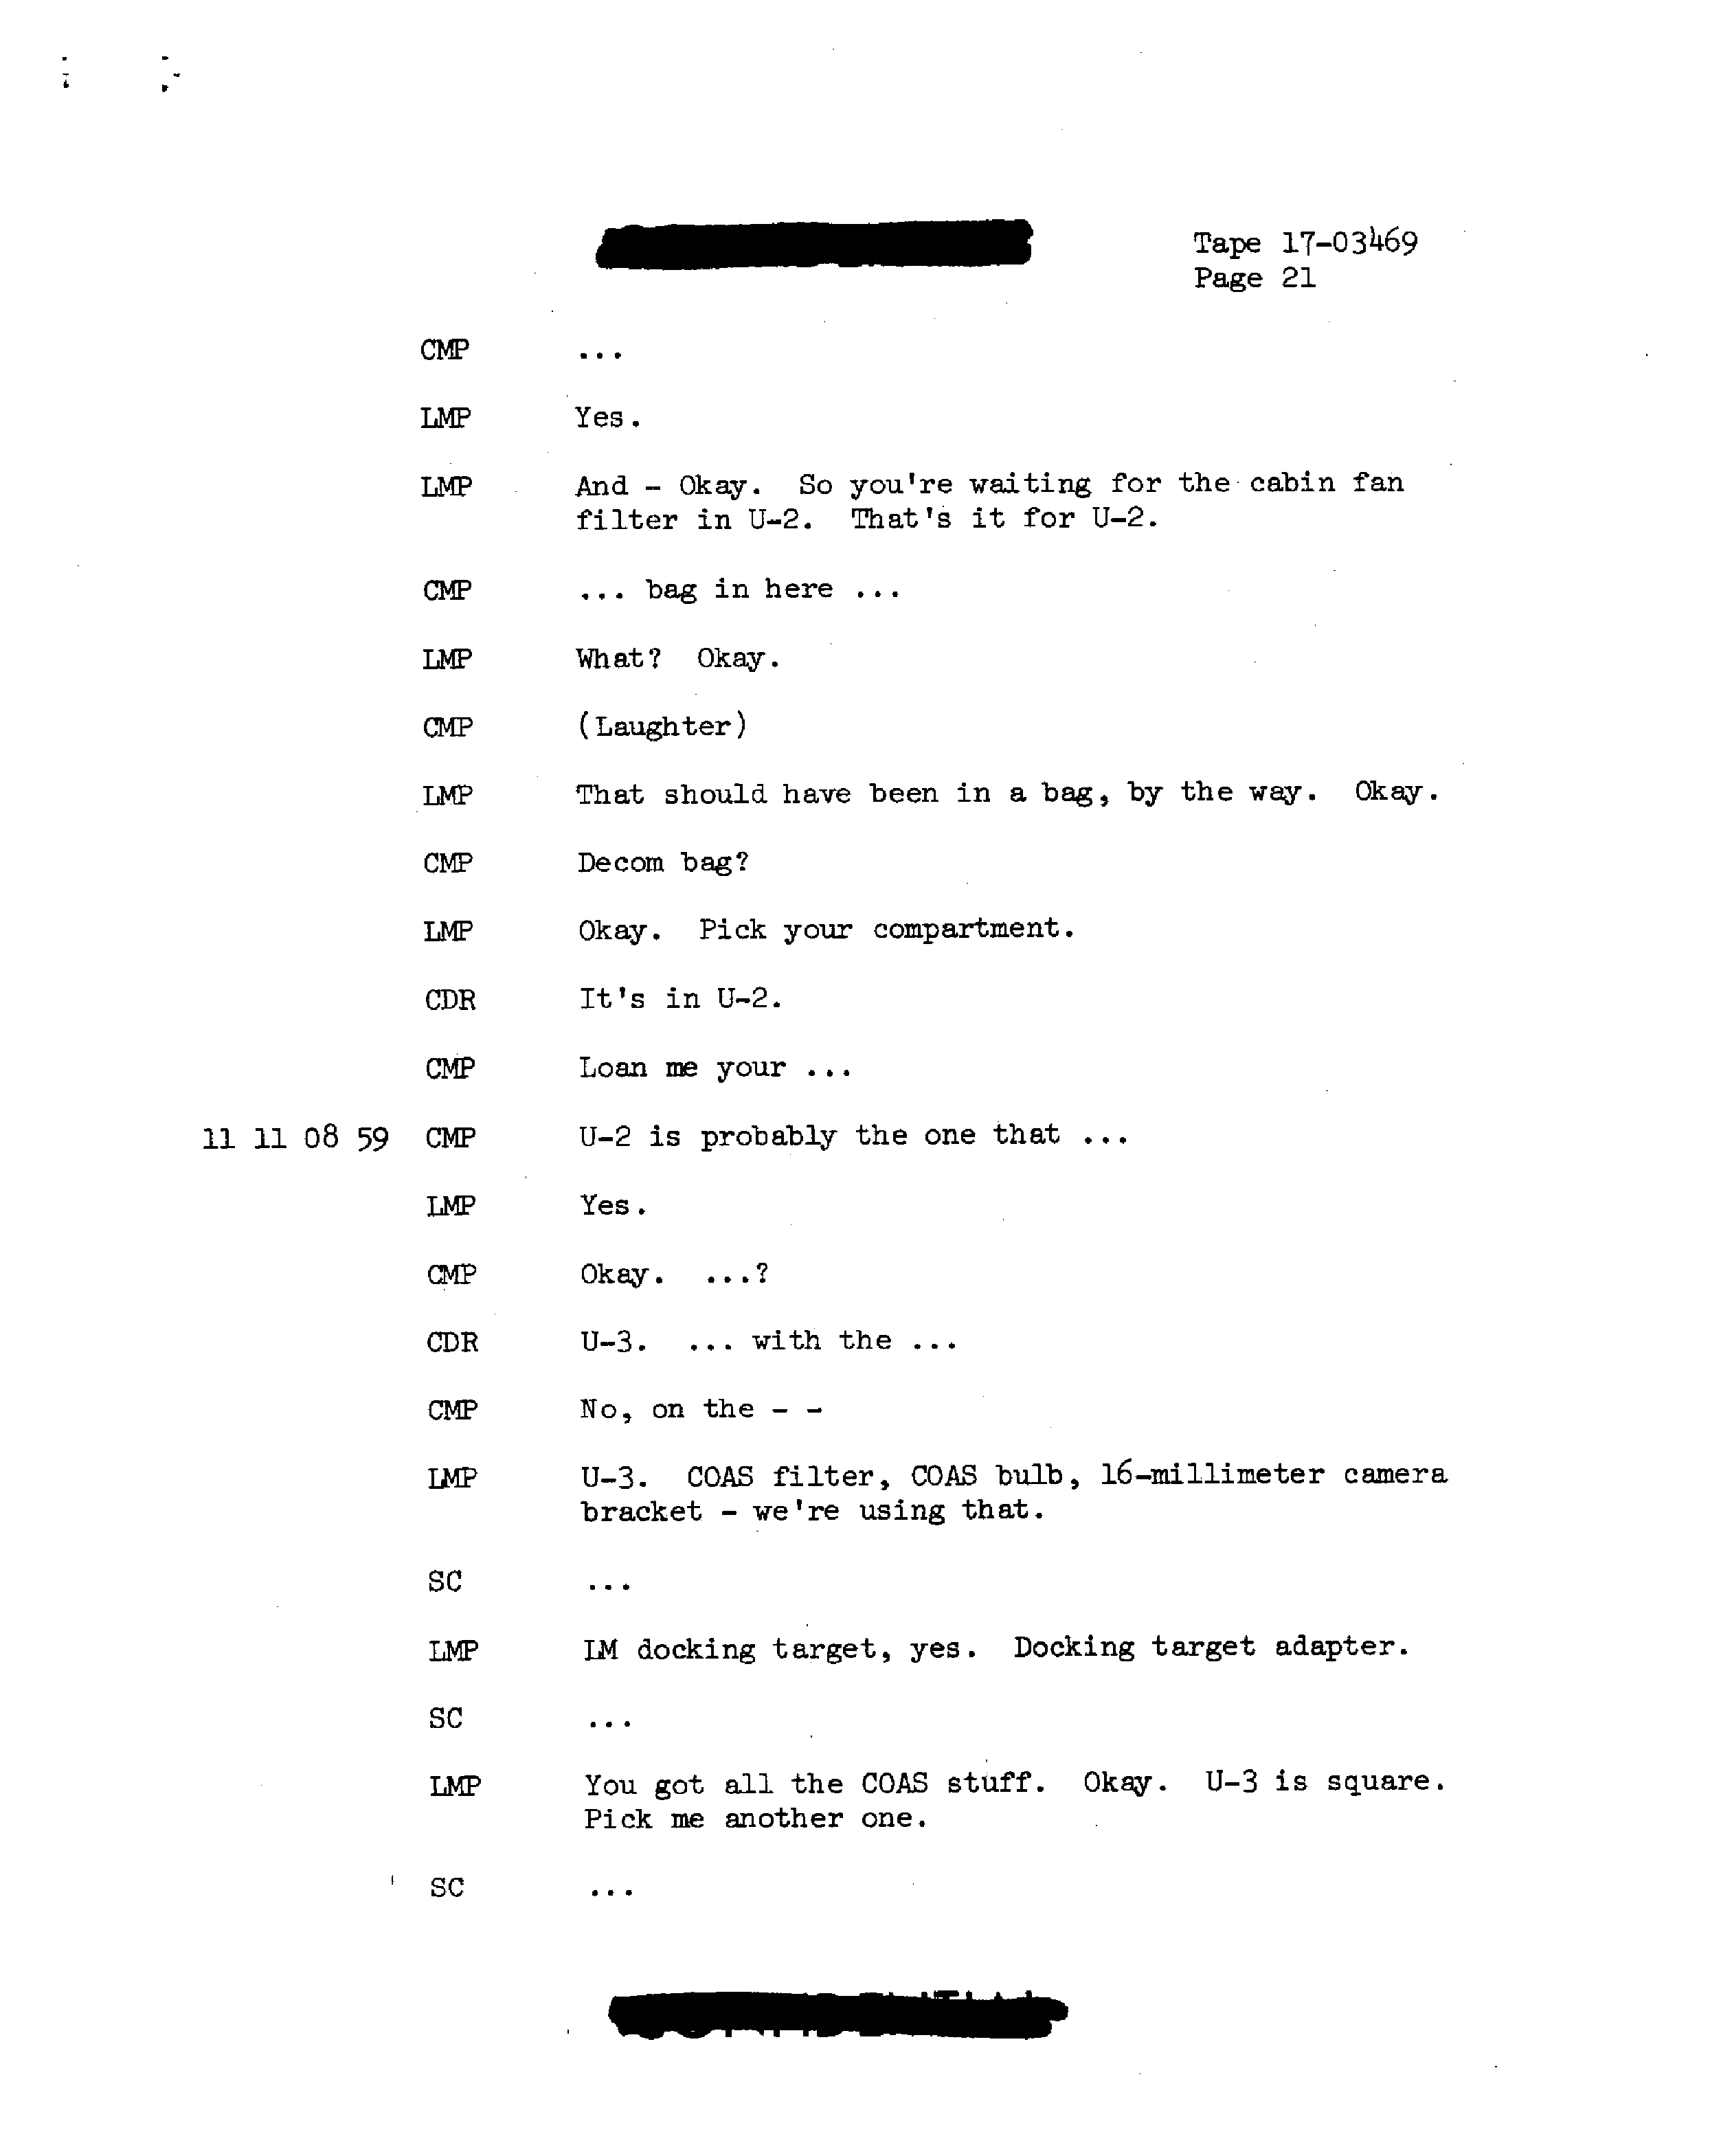 Tape 17-03469
Page 21
CMP ...
LMP Yes.
LMP And - Okay. So you're waiting for the cabin fan
filter in U-2. That's it for U-2.
CMP ... bag in here ...
LMP What? Okay.
CMP (Laughter)
LMP That should have been in a bag, by the way. Okay.
CMP Decom bag?
LMP Okay. Pick your compartment.
CDR It's in U-2.
CMP Loan me your ...
11 11 08 59 CMP U-2 is probably the one that ...
LMP Yes.
CMP Okay. ...?
CDR U-3. ... with the ...
CMP No, on the - -
LMP U-3. COAS filter, COAS bulb, 16-millimeter camera
bracket - we're using that.
SC ...
LMP LM docking target, yes. Docking target adapter.
SC ...
LMP You got all the COAS stuff. Okay. U-3 is square.
Pick me another one.
SC ...